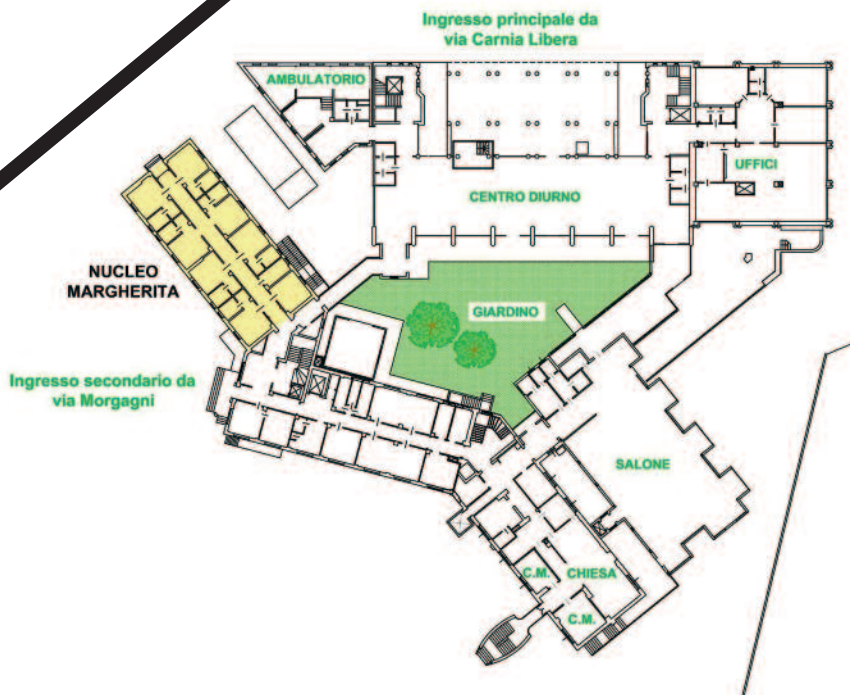 Ingresso principale da
via Carnia Libera
AMBULATORIO
UFFICI
CENTRO DIURNO
NUCLEO
MARGHERITA
GIARDINO
Ingresso secondario da
via Morgagni
SALONE
C.M.
CHIESA
C.M.